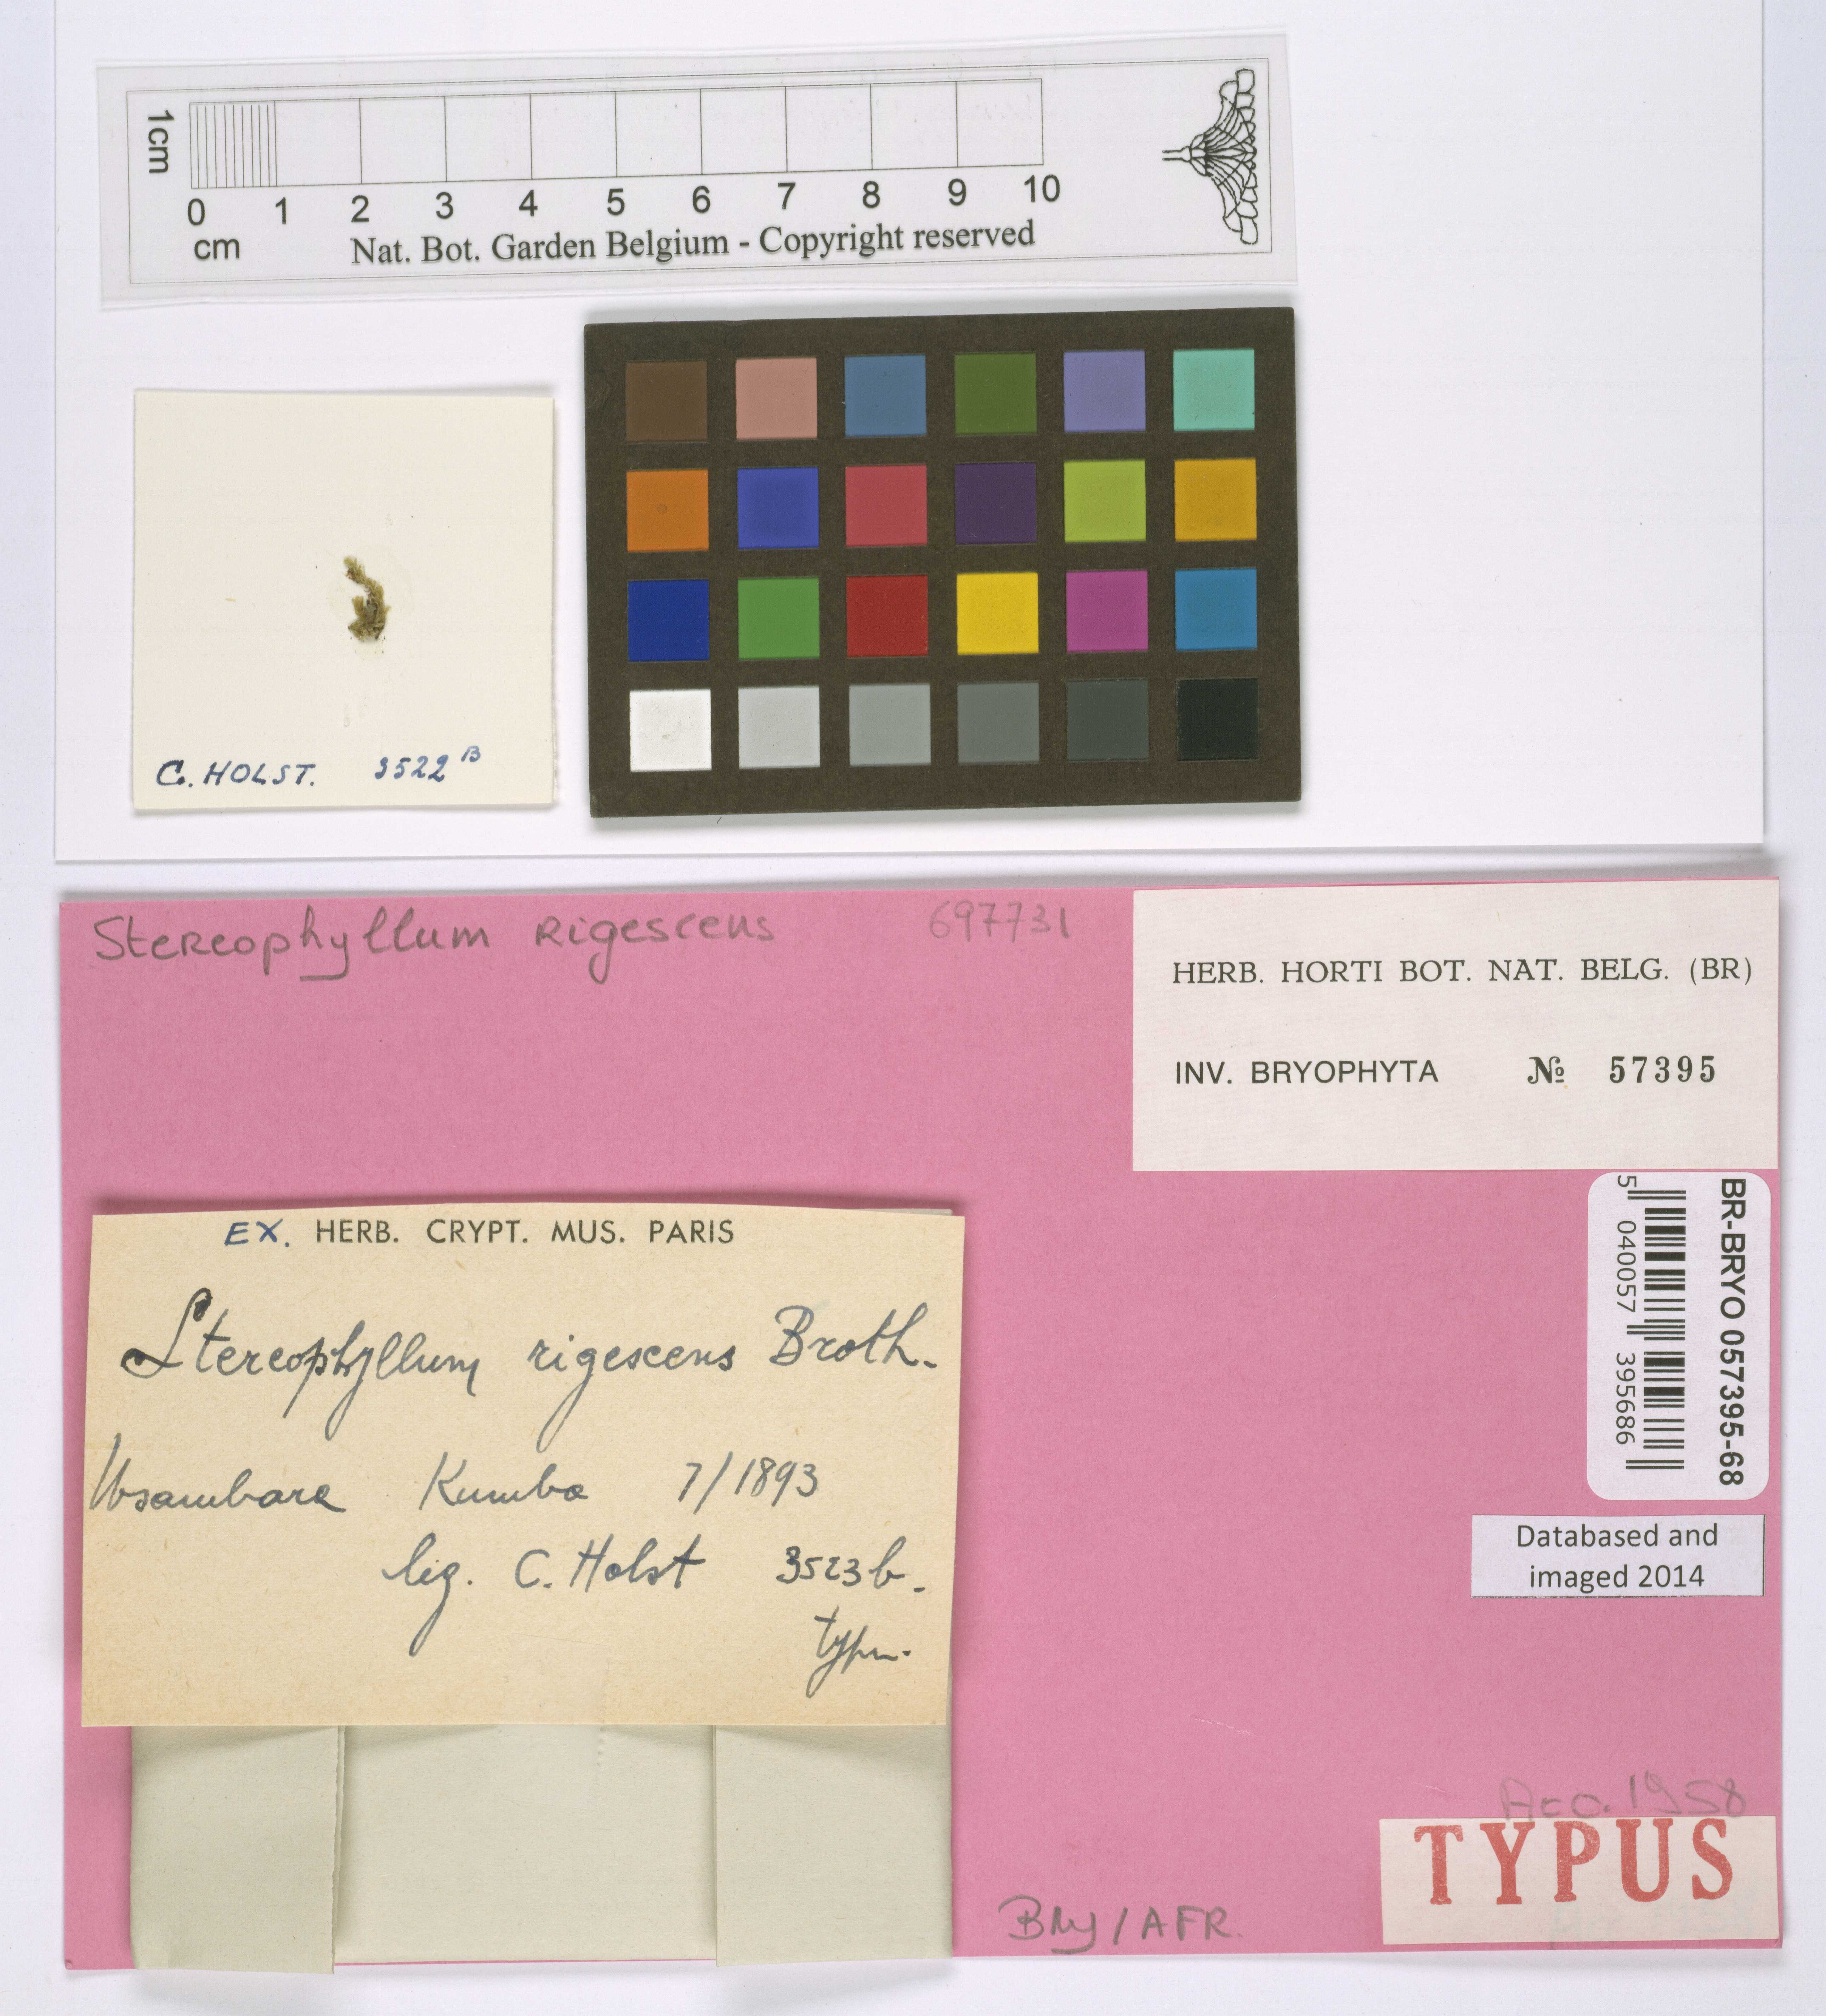 1cm
0 1 2 3 4 5 6 7 8 9 10
cm
Nat. Bot. Garden Belgium - Copyright reserved
C. HOLST. 3522 B
Stereophyllum rigescens 697731
HERB. HORTI BOT. NAT. BELG. (BR)
INV. BRYOPHYTA № 57395
BR-BRYO 057395-68
5 040057 395686
Databased and
imaged 2014
EX. HERB. CRYPT. MUS. PARIS
Stereophyllum rigescens Broth.
Usambara Kumba 7/1893
leg. C. Holst 3523b.
Acc. 1958
TYPUS
Bry/AFR.